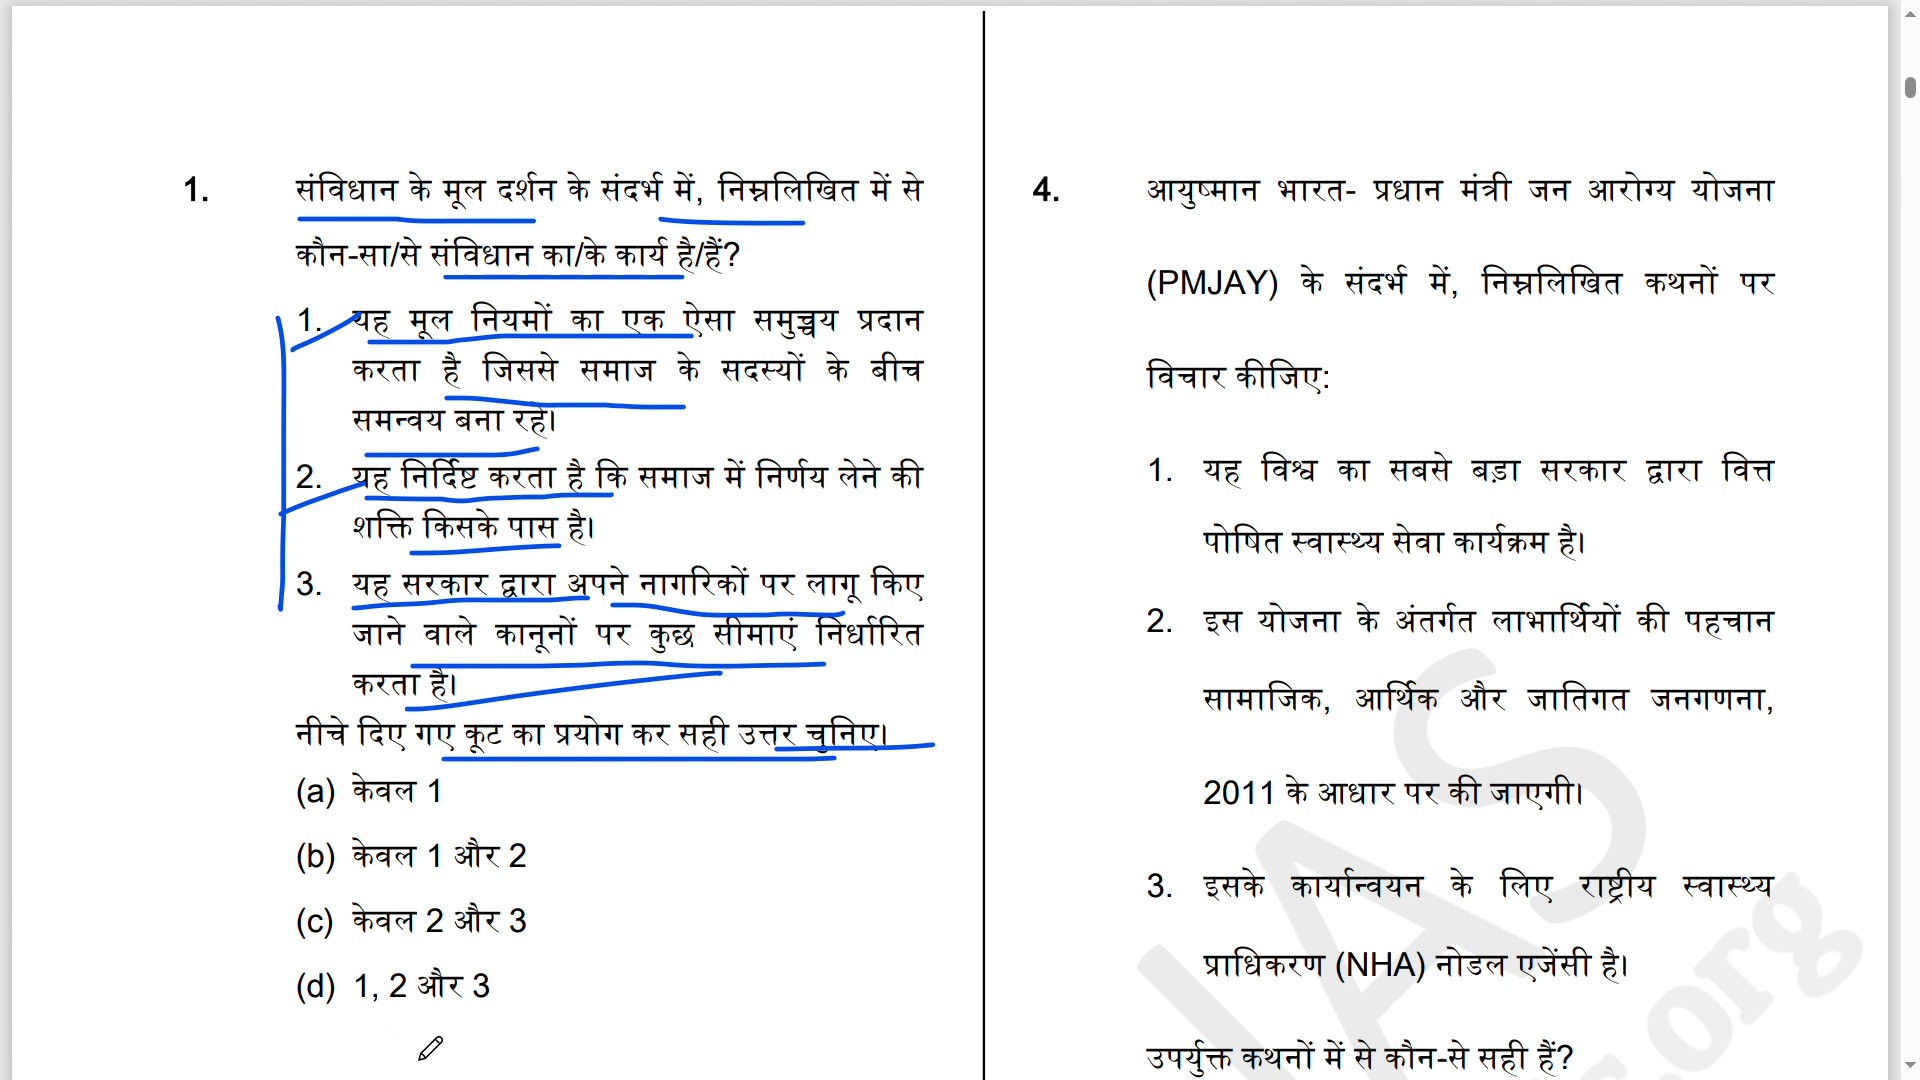 1.
संविधान के मूल दर्शन के संदर्भ में, निम्नलिखित में से
कौन-सा/से संविधान का/के कार्य है/हैं?
1. यह मूल नियमों का एक ऐसा समुच्चय प्रदान
करता है जिससे समाज के सदस्यों के बीच
समन्वय बना रहे।
2. यह निर्दिष्ट करता है कि समाज में निर्णय लेने की
शक्ति किसके पास है।
3. यह सरकार द्वारा अपने नागरिकों पर लागू किए
जाने वाले कानूनों पर कुछ सीमाएं निर्धारित
करता है।
नीचे दिए गए कूट का प्रयोग कर सही उत्तर चुनिए।
(a) केवल 1
(b) केवल 1 और 2
(c) केवल 2 और 3
(d) 1, 2 और 3
4.
आयुष्मान भारत- प्रधान मंत्री जन आरोग्य योजना
(PMJAY) के संदर्भ में, निम्नलिखित कथनों पर
विचार कीजिए:
1. यह विश्व का सबसे बड़ा सरकार द्वारा वित्त
पोषित स्वास्थ्य सेवा कार्यक्रम है।
2. इस योजना के अंतर्गत लाभार्थियों की पहचान
सामाजिक, आर्थिक और जातिगत जनगणना,
2011 के आधार पर की जाएगी।
3. इसके कार्यान्वयन के लिए राष्ट्रीय स्वास्थ्य
प्राधिकरण (NHA) नोडल एजेंसी है।
उपर्युक्त कथनों में से कौन-से सही हैं?
IAS
.org